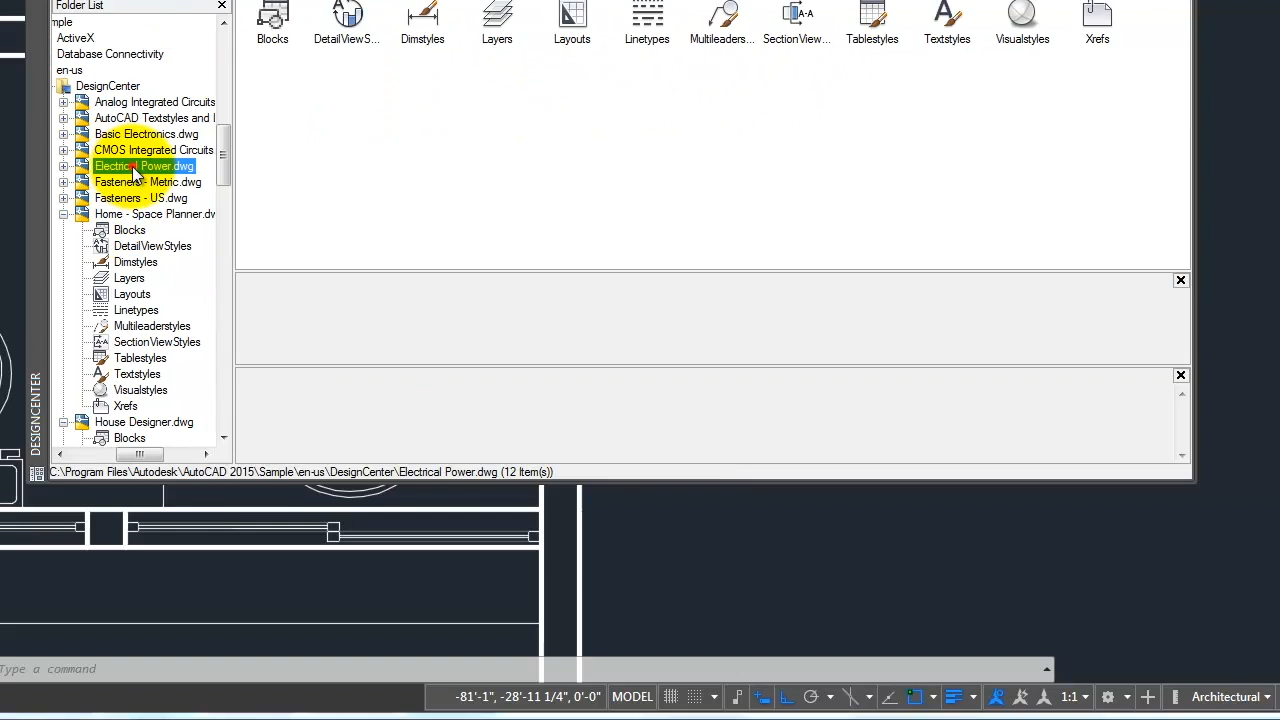 Folder List
mple
ActiveX
Database Connectivity
en-us
DesignCenter
Analog Integrated Circuits
AutoCAD Textstyles and
Basic Electronics.dwg
CMOS Integrated Circuits
Electrical Power.dwg
Fasteners - Metric.dwg
Fasteners - US.dwg
Home - Space Planner.dw
Blocks
DetailViewStyles
Dimstyles
Layers
Layouts
Linetypes
Multileaderstyles
SectionViewStyles
Tablestyles
Textstyles
Visualstyles
Xrefs
House Designer.dwg
Blocks
Blocks DetailViewS... Dimstyles Layers Layouts Linetypes Multileaders... SectionView... Tablestyles Textstyles Visualstyles Xrefs
DESIGNCENTER
C:\Program Files\Autodesk\AutoCAD 2015\Sample\en-us\DesignCenter\Electrical Power.dwg (12 Item(s))
Type a command
-81'-1", -28'-11 1/4", 0'-0" MODEL 1:1 Architectural